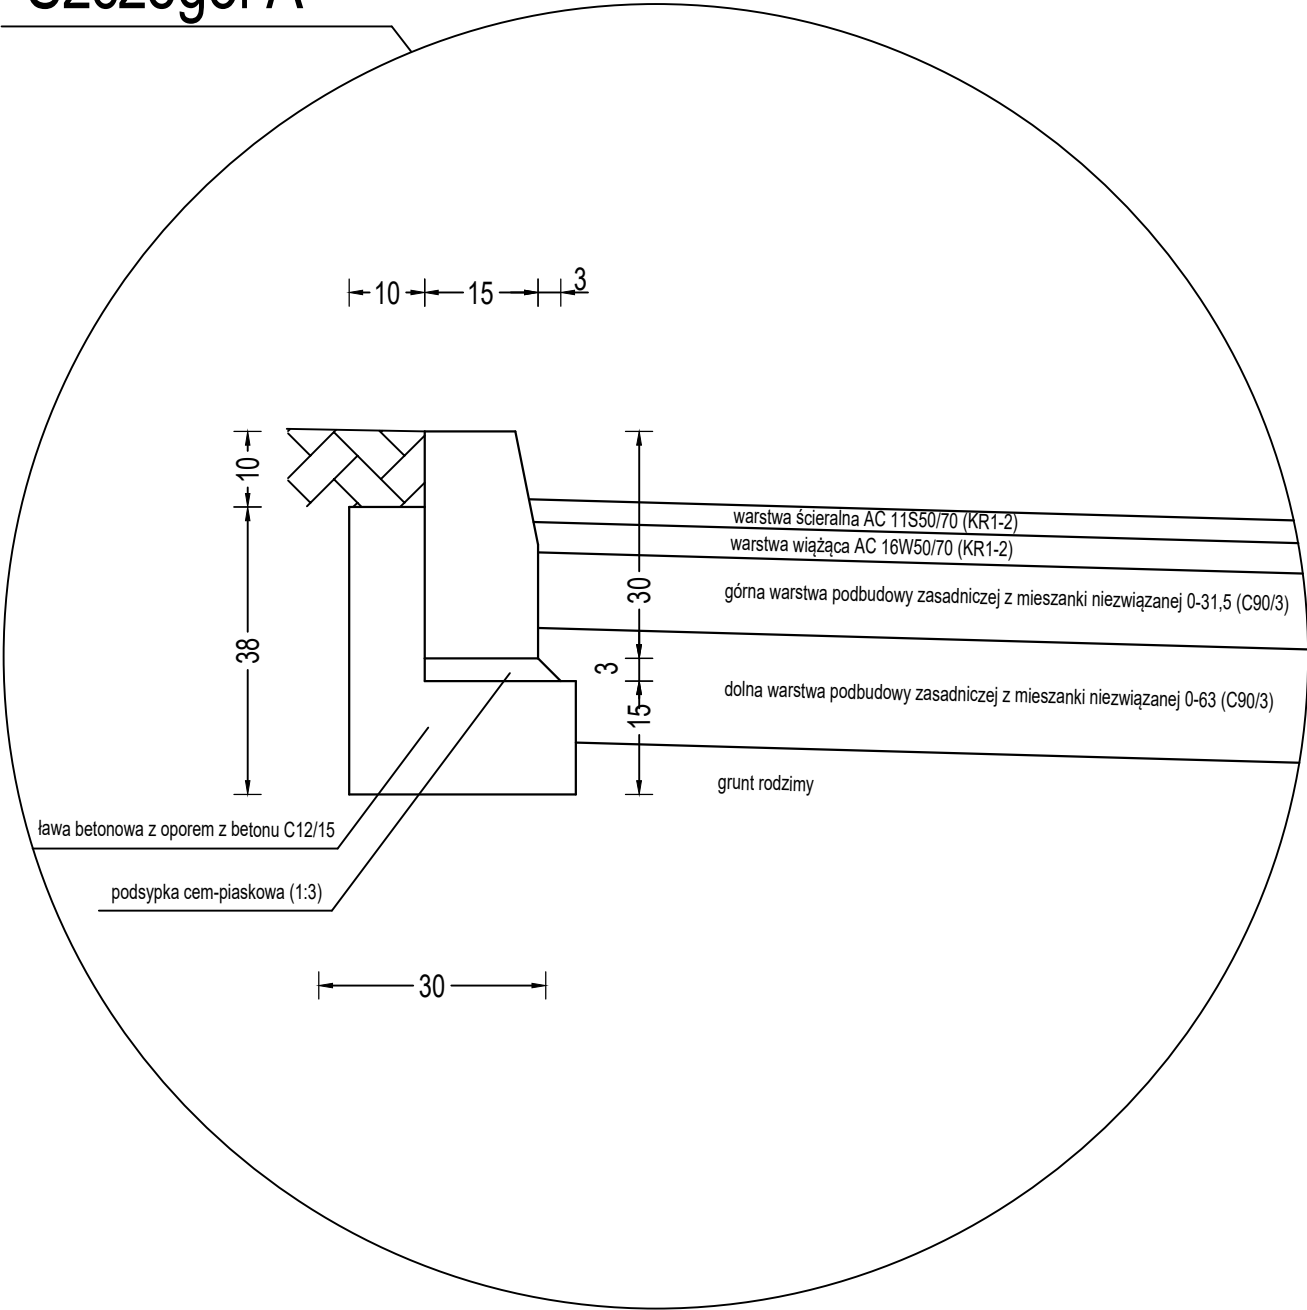 Szczegół A
10
15
3
10
38
30
3
15
warstwa ścieralna AC 11S50/70 (KR1-2)
warstwa wiążąca AC 16W50/70 (KR1-2)
górna warstwa podbudowy zasadniczej z mieszanki niezwiązanej 0-31,5 (C90/3)
dolna warstwa podbudowy zasadniczej z mieszanki niezwiązanej 0-63 (C90/3)
grunt rodzimy
ława betonowa z oporem z betonu C12/15
podsypka cem-piaskowa (1:3)
30